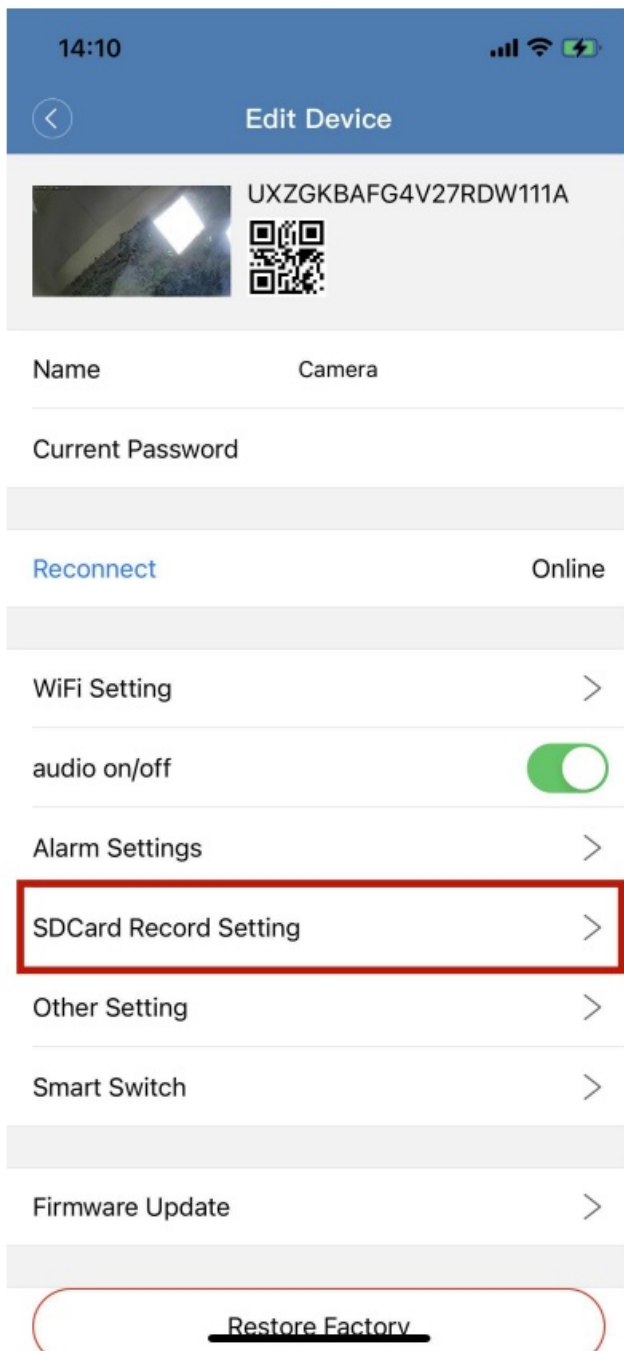 14:10
Edit Device
UXZGKBAFG4V27RDW111A
Name Camera
Current Password
Reconnect Online
WiFi Setting
audio on/off
Alarm Settings
SDCard Record Setting
Other Setting
Smart Switch
Firmware Update
Restore Factory